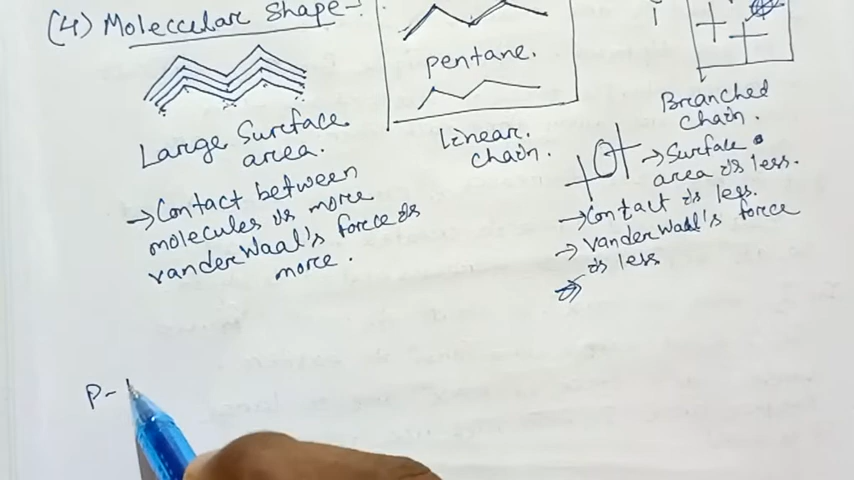 (4) Moleccular Shape-:
Large Surface
area.
→Contact between
molecules is more
vander Waal's force is
more.
pentane.
Linear
chain.
Branched
chain.
→Surface
area is less.
→Contact is less.
→ vander Waal's force
is less
P-